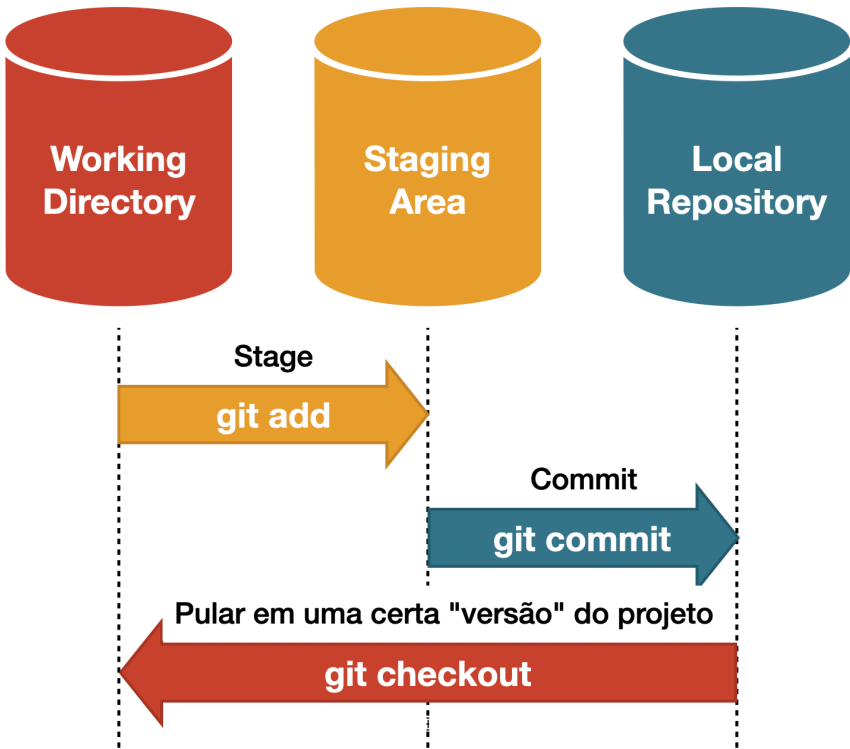 Working
Directory
Staging
Area
Local
Repository
Stage
git add
Commit
git commit
Pular em uma certa "versão" do projeto
git checkout